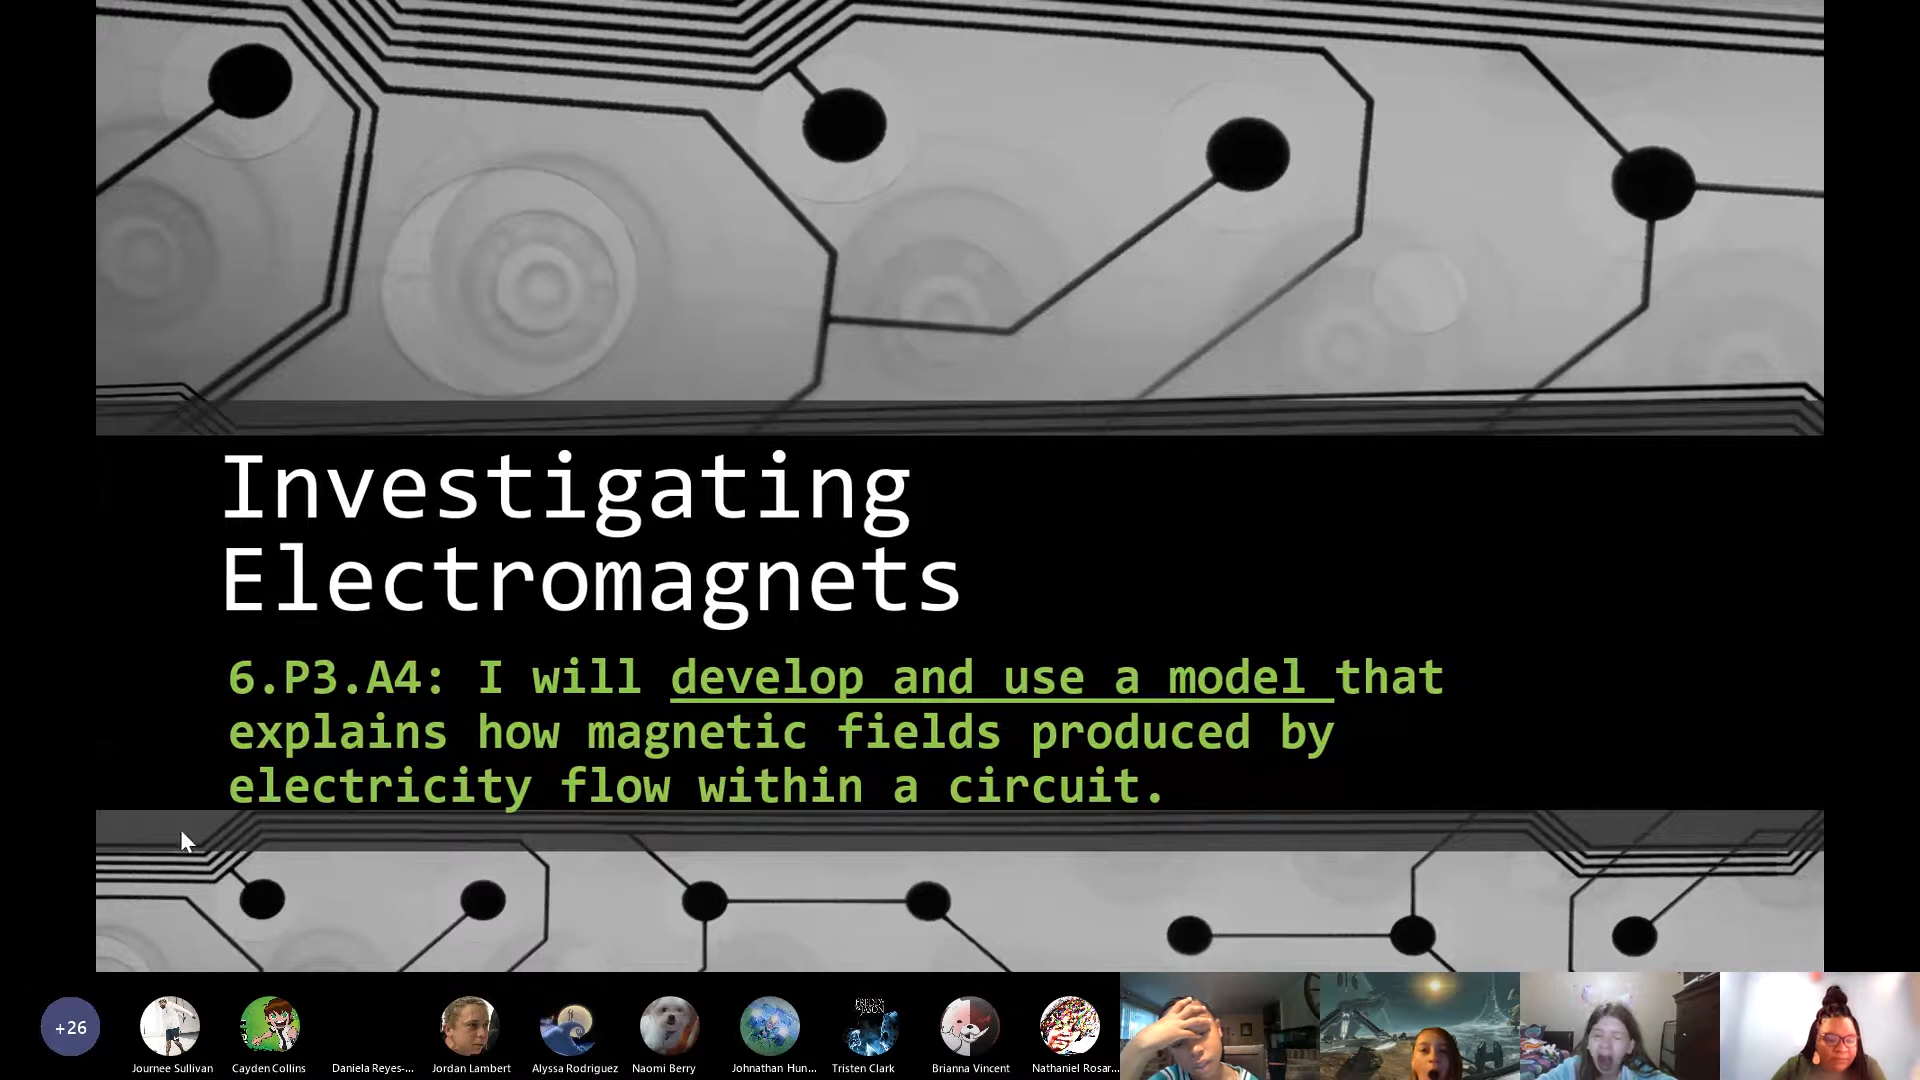 Investigating
Electromagnets
6.P3.A4: I will develop and use a model that
explains how magnetic fields produced by
electricity flow within a circuit.
+26
Journee Sullivan
Cayden Collins
Daniela Reyes-...
Jordan Lambert
Alyssa Rodriguez
Naomi Berry
Johnathan Hun...
FREDDY
JASON
Tristen Clark
Brianna Vincent
Nathaniel Rosar...